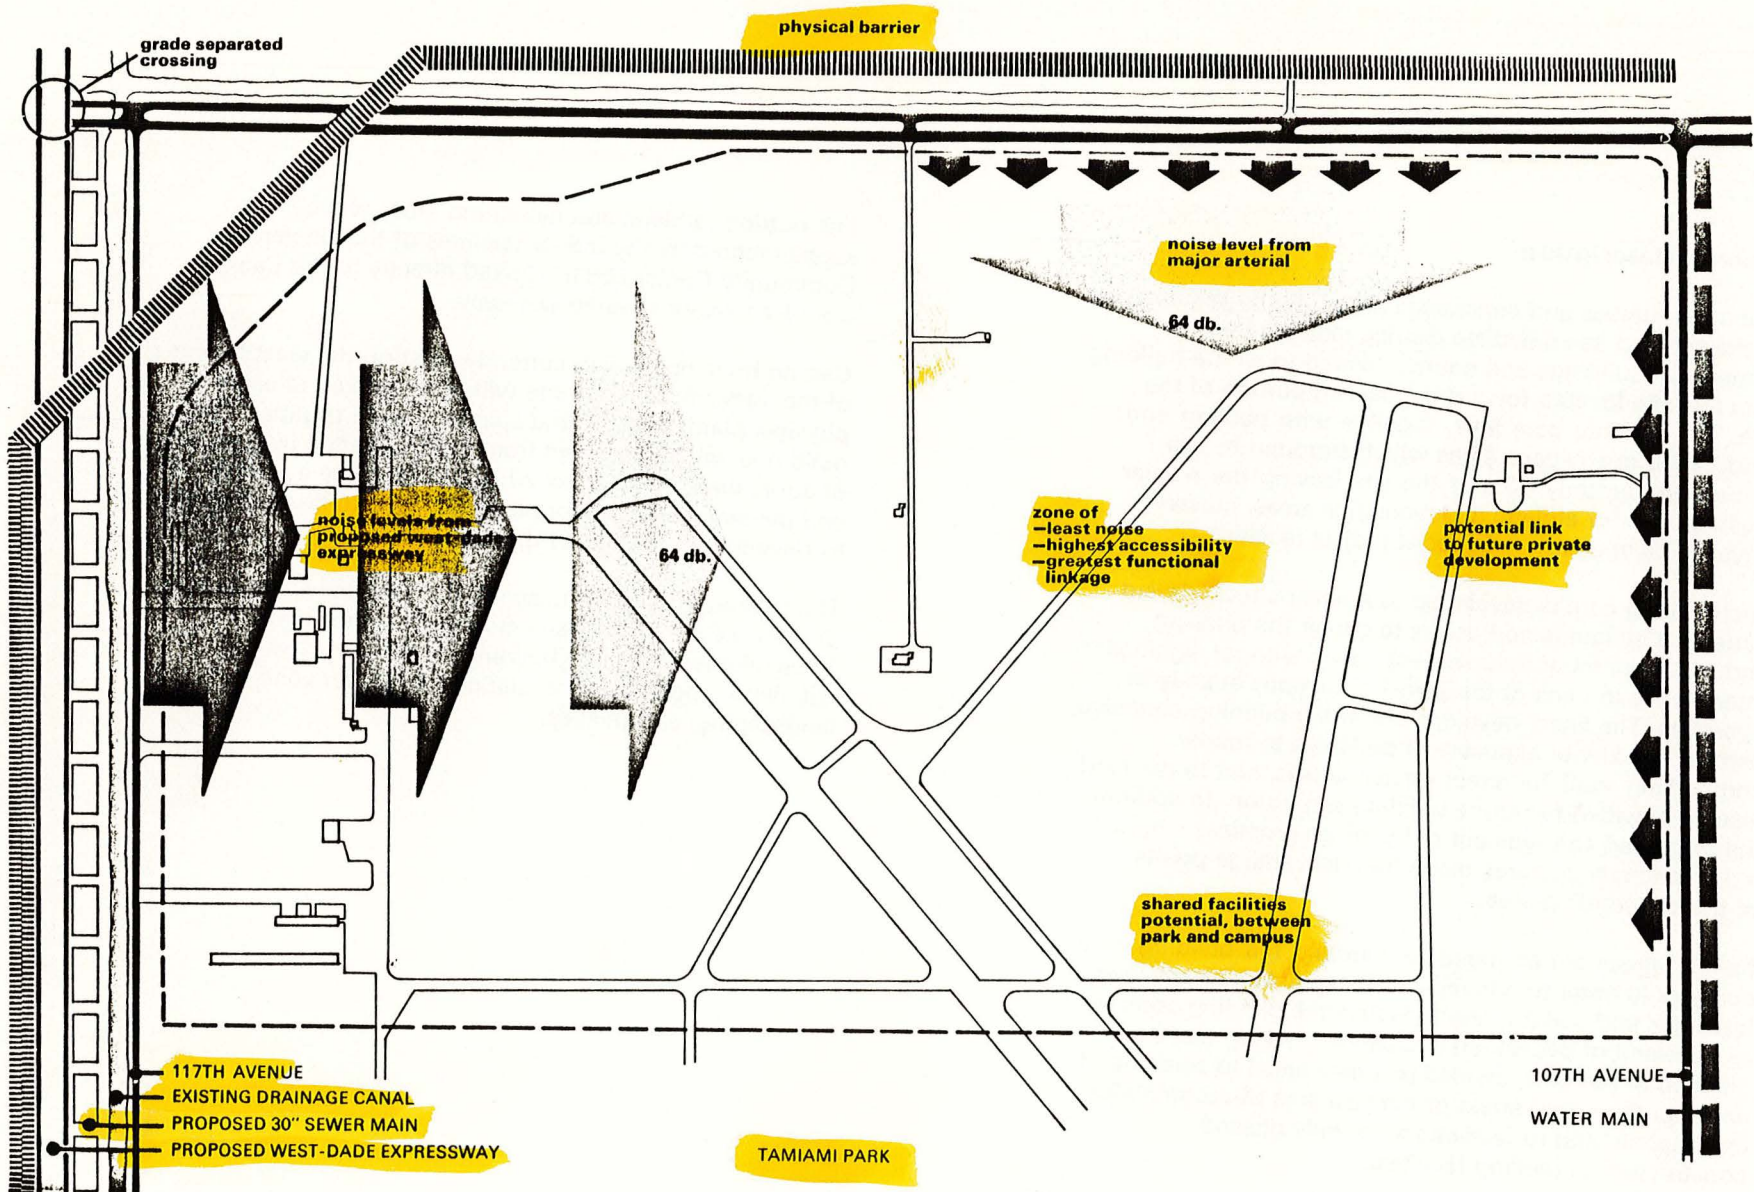 physical barrier
grade separated
crossing
noise level from
major arterial
64 db.
noise levels from
proposed west-dade
expressway
64 db.
zone of
—least noise
—highest accessibility
—greatest functional
linkage
potential link
to future private
development
shared facilities
potential, between
park and campus
117TH AVENUE
EXISTING DRAINAGE CANAL
PROPOSED 30" SEWER MAIN
PROPOSED WEST-DADE EXPRESSWAY
TAMIAMI PARK
107TH AVENUE
WATER MAIN